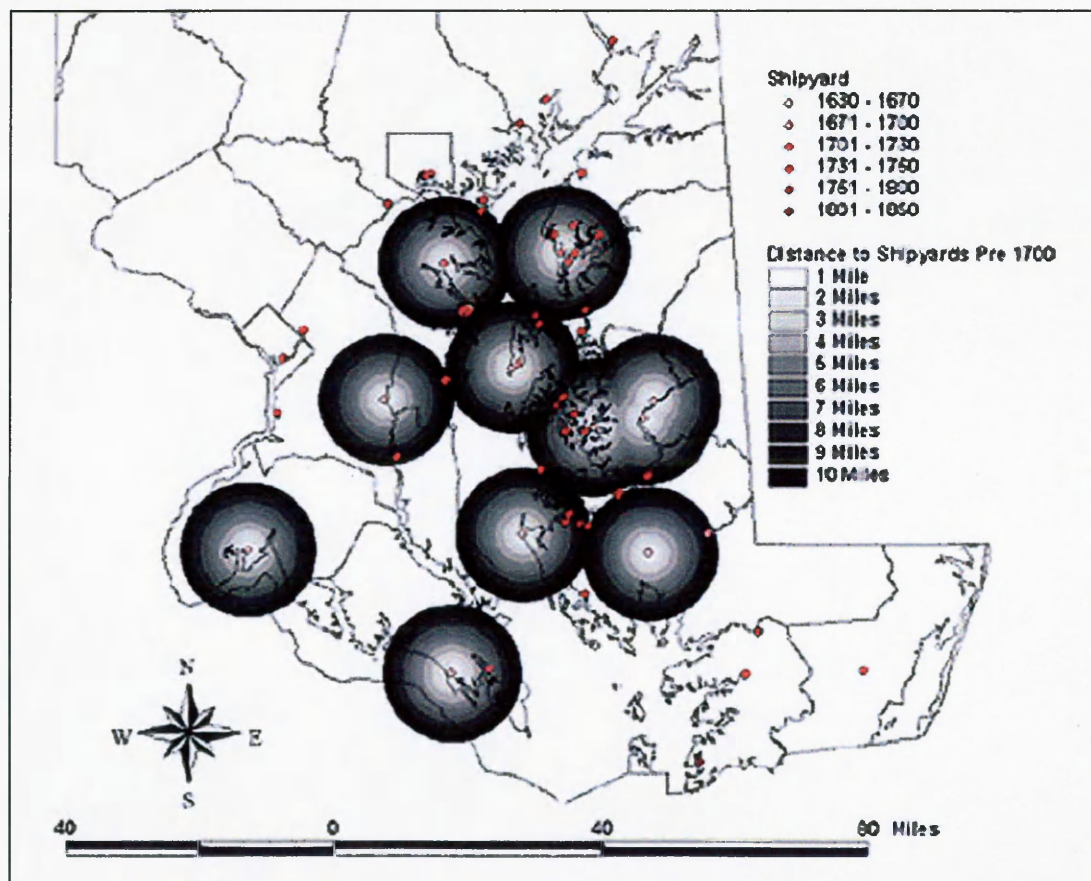 Shipyard
1630 - 1670
1671 - 1700
1701 - 1730
1731 - 1760
1761 - 1800
1801 - 1850
Distance to Shipyards Pre 1700
1 Mile
2 Miles
3 Miles
4 Miles
5 Miles
6 Miles
7 Miles
8 Miles
9 Miles
10 Miles
N
W E
S
40 0 40 80 Miles